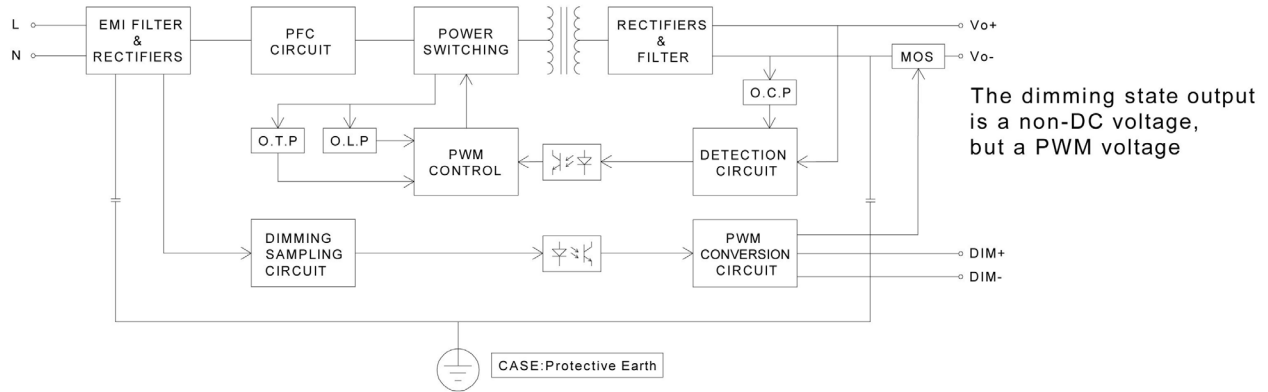 L
N
EMI FILTER
&
RECTIFIERS
PFC
CIRCUIT
POWER
SWITCHING
RECTIFIERS
&
FILTER
Vo+
Vo-
MOS
O.C.P
O.T.P
O.L.P
PWM
CONTROL
DETECTION
CIRCUIT
The dimming state output
is a non-DC voltage,
but a PWM voltage
DIMMING
SAMPLING
CIRCUIT
PWM
CONVERSION
CIRCUIT
DIM+
DIM-
CASE:Protective Earth